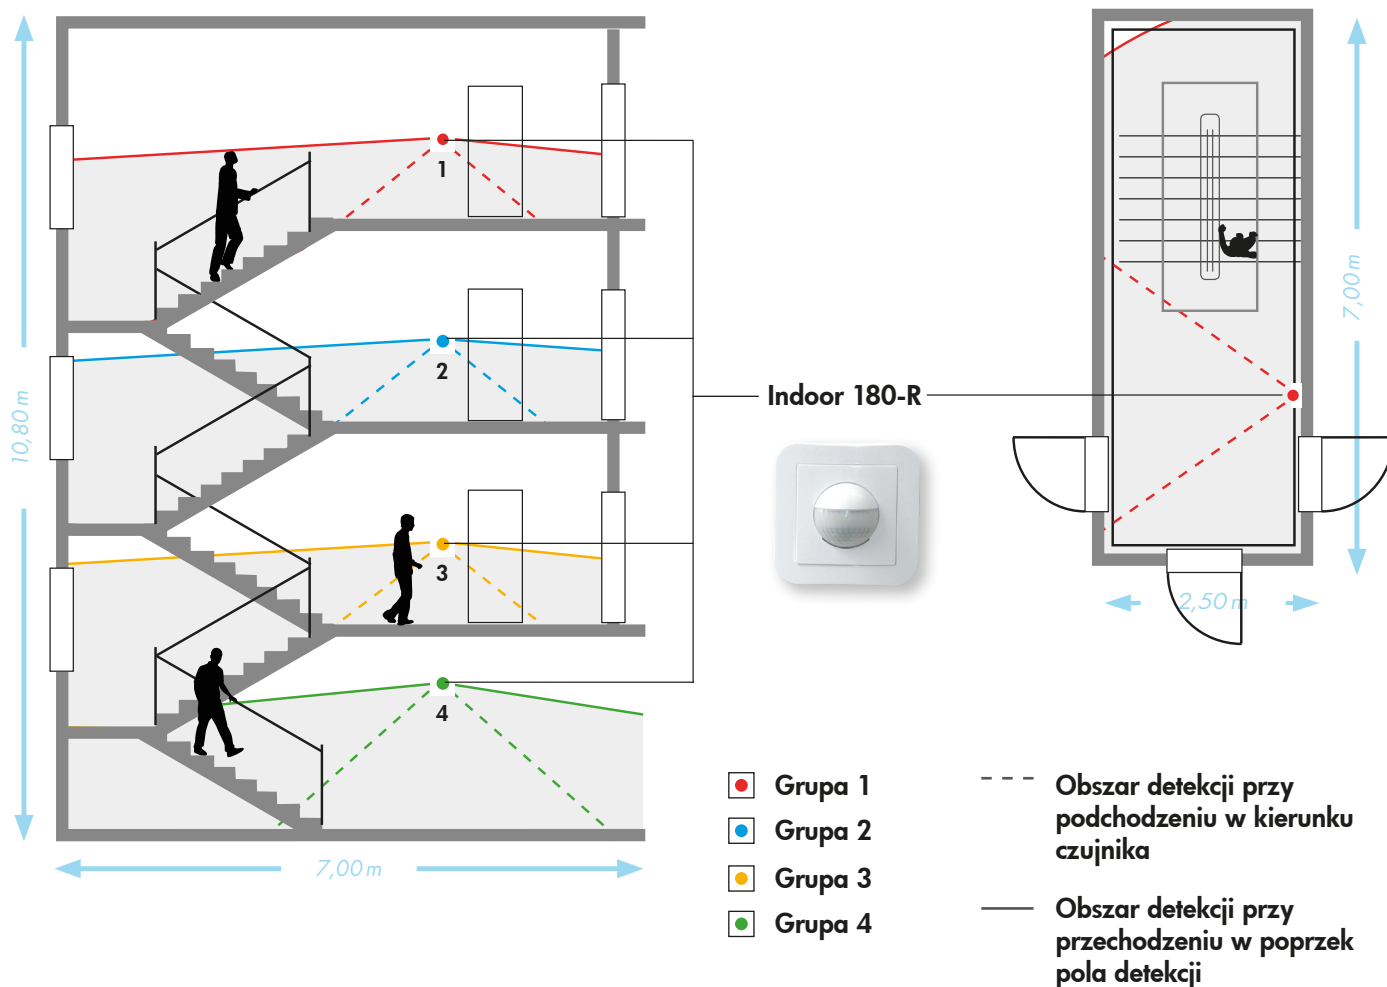 1
2
3
4
10,80 m
7,00 m
Indoor 180-R
7,00 m
2,50 m
Grupa 1
Grupa 2
Grupa 3
Grupa 4
Obszar detekcji przy
podchodzeniu w kierunku
czujnika
Obszar detekcji przy
przechodzeniu w poprzek
pola detekcji